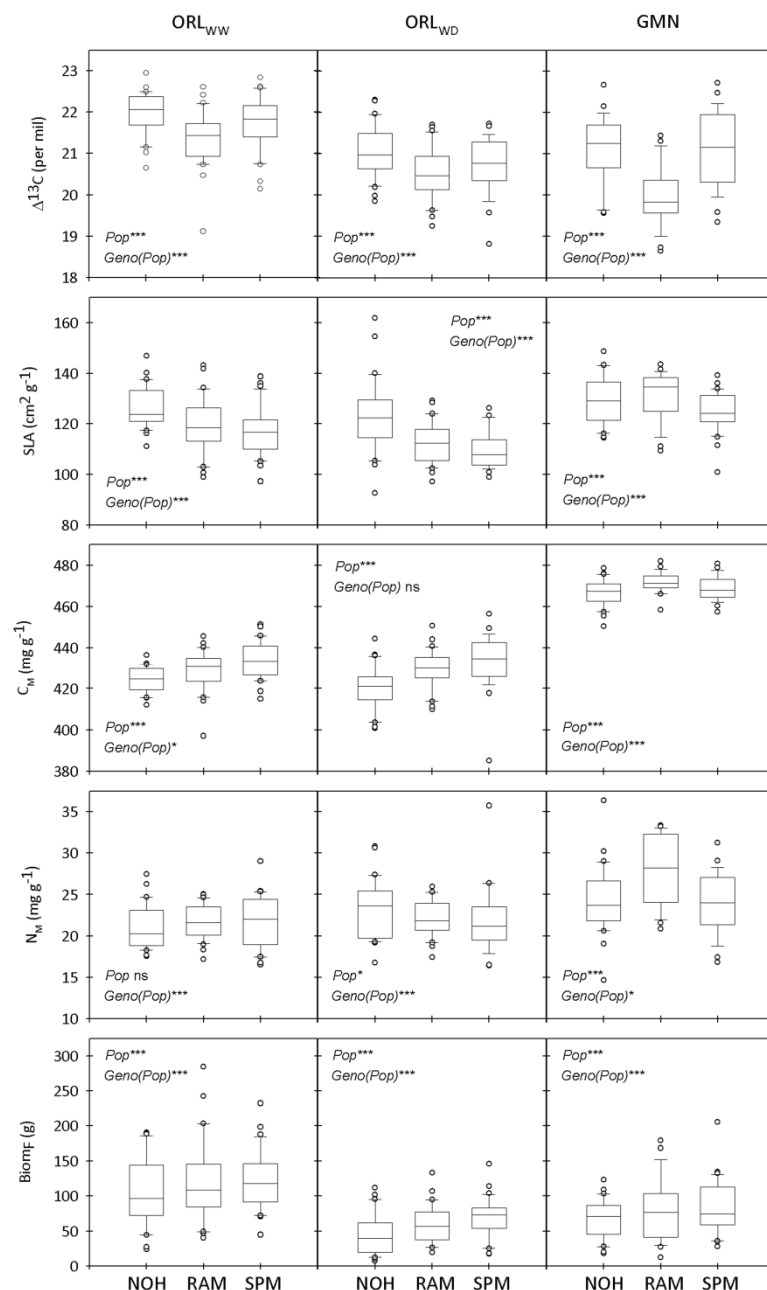 ORL_WW ORL_WD GMN
Δ¹³C (per mil)
23
22
21
20
19
18
Pop***
Geno(Pop)***
Pop***
Geno(Pop)***
Pop***
Geno(Pop)***
SLA (cm² g⁻¹)
160
140
120
100
80
Pop***
Geno(Pop)***
Pop***
Geno(Pop)***
Pop***
Geno(Pop)***
C_M (mg g⁻¹)
480
460
440
420
400
380
Pop***
Geno(Pop)*
Pop***
Geno(Pop) ns
Pop***
Geno(Pop)***
N_M (mg g⁻¹)
35
30
25
20
15
10
Pop ns
Geno(Pop)***
Pop*
Geno(Pop)***
Pop***
Geno(Pop)*
Biom_F (g)
300
250
200
150
100
50
0
Pop***
Geno(Pop)***
Pop***
Geno(Pop)***
Pop***
Geno(Pop)***
NOH RAM SPM NOH RAM SPM NOH RAM SPM